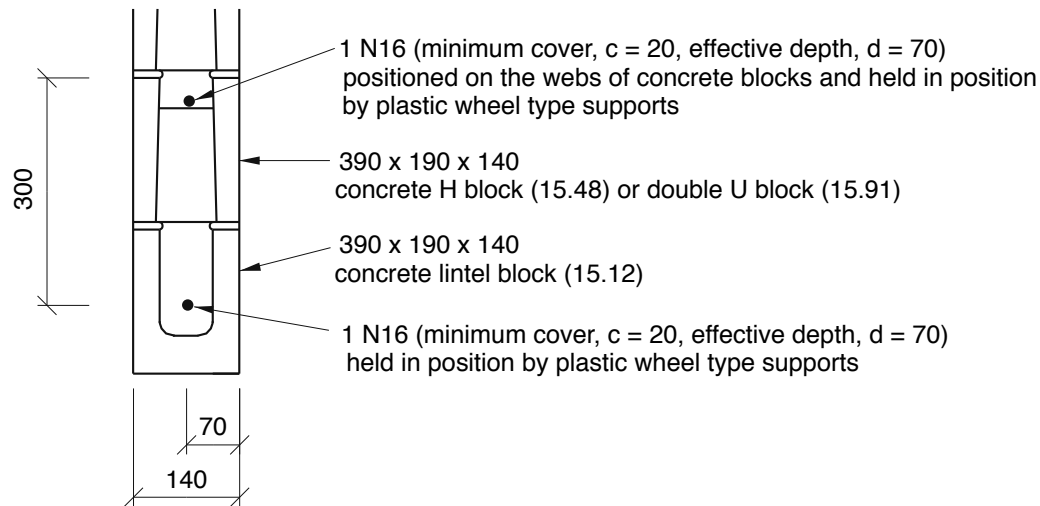 1 N16 (minimum cover, c = 20, effective depth, d = 70)
positioned on the webs of concrete blocks and held in position
by plastic wheel type supports
300
390 x 190 x 140
concrete H block (15.48) or double U block (15.91)
390 x 190 x 140
concrete lintel block (15.12)
1 N16 (minimum cover, c = 20, effective depth, d = 70)
held in position by plastic wheel type supports
70
140